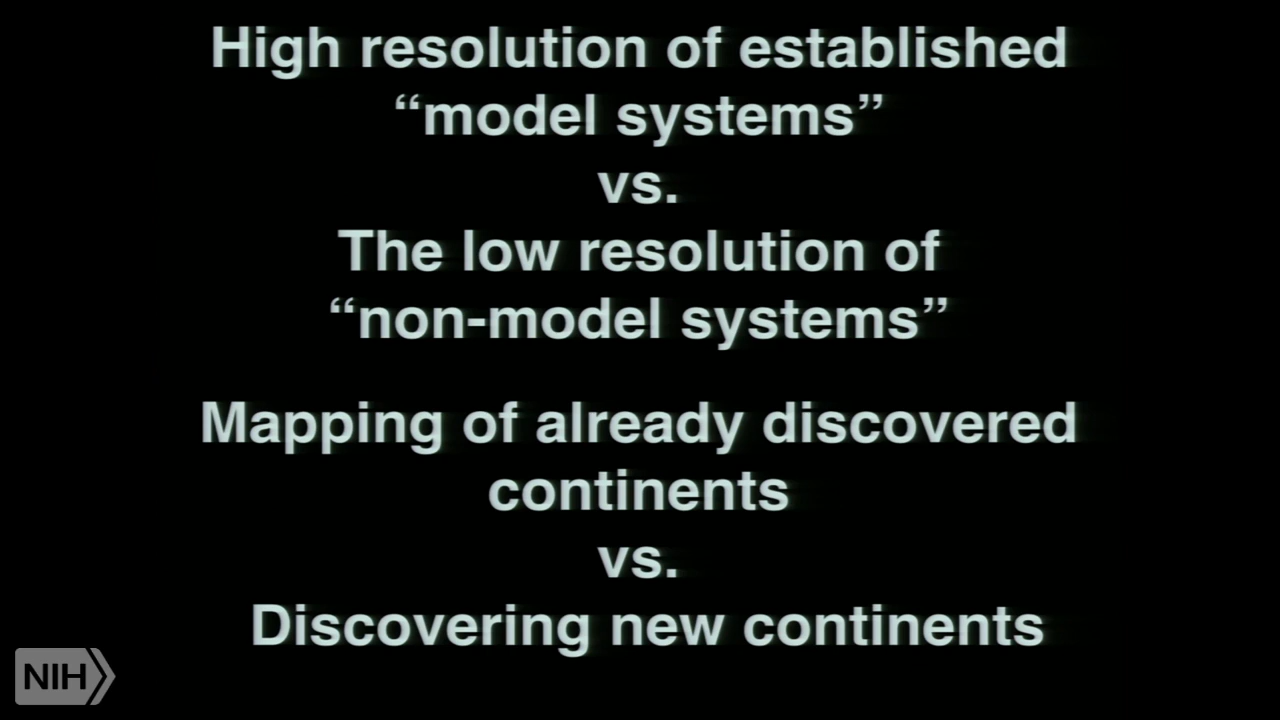 High resolution of established
“model systems”
vs.
The low resolution of
“non-model systems”
Mapping of already discovered
continents
vs.
Discovering new continents
NIH